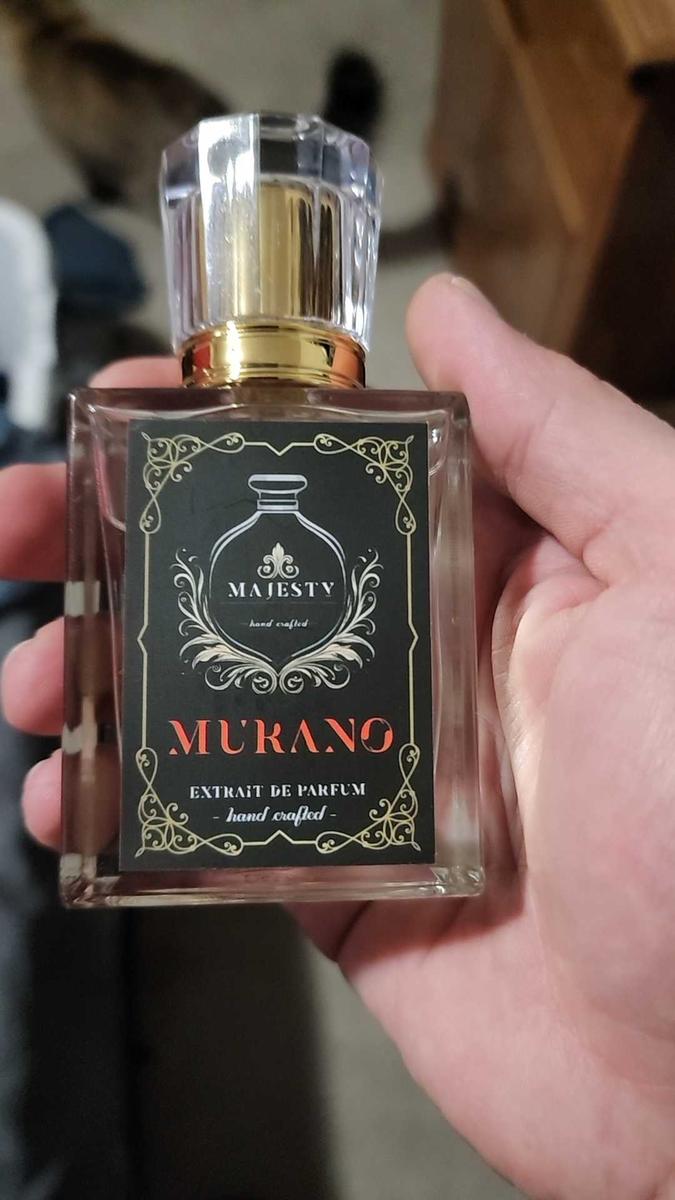 MAJESTY
hand crafted
MURANO
EXTRAIT DE PARFUM
- hand crafted -